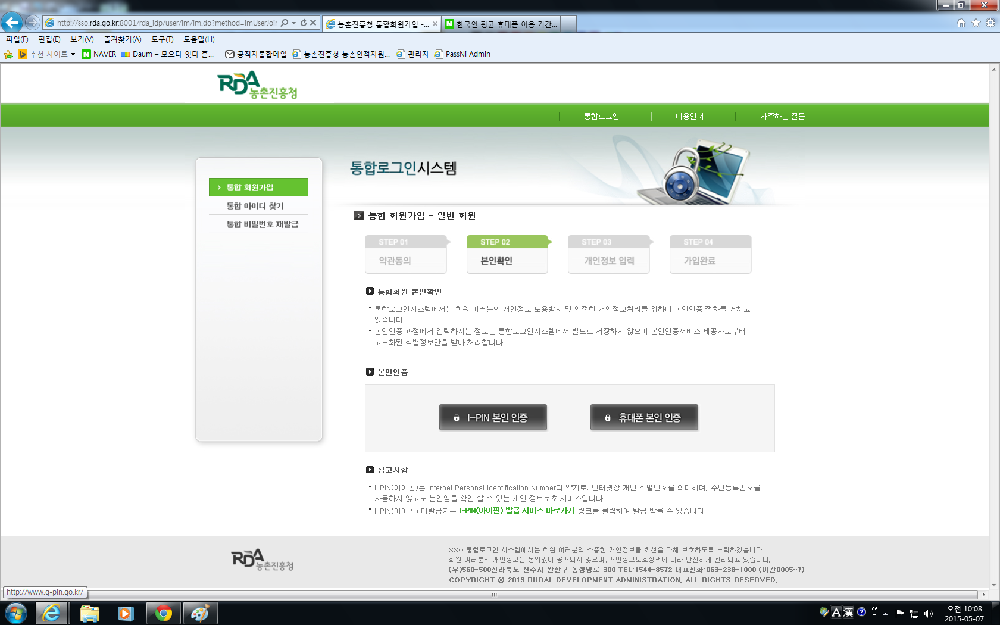 http://sso.rda.go.kr:8001/rda_idp/user/im/im.do?method=imUserJoir
농촌진흥청 통합회원가입 -...
한국인 평균 휴대폰 이용 기간...
파일(F) 편집(E) 보기(V) 즐겨찾기(A) 도구(T) 도움말(H)
추천 사이트 NAVER Daum – 모으다 잇다 흔... 공직자통합메일 농촌진흥청 농촌인적자원... 관리자 PassNi Admin
RDA 농촌진흥청
통합로그인 이용안내 자주하는 질문
통합로그인시스템
통합 회원가입
통합 아이디 찾기
통합 비밀번호 재발급
통합 회원가입 – 일반 회원
STEP 01 STEP 02 STEP 03 STEP 04
약관동의 본인확인 개인정보 입력 가입완료
통합회원 본인확인
- 통합로그인시스템에서는 회원 여러분의 개인정보 도용방지 및 안전한 개인정보처리를 위하여 본인인증 절차를 거치고
있습니다.
- 본인인증 과정에서 입력하시는 정보는 통합로그인시스템에서 별도로 저장하지 않으며 본인인증서비스 제공사로부터
코드화된 식별정보만을 받아 처리합니다.
본인인증
I-PIN 본인 인증 휴대폰 본인 인증
참고사항
- I-PIN(아이핀)은 Internet Personal Identification Number의 약자로, 인터넷상 개인 식별번호를 의미하며, 주민등록번호를
사용하지 않고도 본인임을 확인 할 수 있는 개인 정보보호 서비스입니다.
- I-PIN(아이핀) 미발급자는 I-PIN(아이핀) 발급 서비스 바로가기 링크를 클릭하여 발급 받을 수 있습니다.
RDA 농촌진흥청
SSO 통합로그인 시스템에서는 회원 여러분의 소중한 개인정보를 최선을 다해 보호하도록 노력하겠습니다.
회원 여러분의 개인정보는 동의없이 공개되지 않으며, 개인정보보호정책에 따라 안전하게 관리되고 있습니다.
(우)560-500전라북도 전주시 완산구 농생명로 300 TEL:1544-8572 대표전화:063-238-1000 (야간0005~7)
COPYRIGHT ⓒ 2013 RURAL DEVELOPMENT ADMINISTRATION. ALL RIGHTS RESERVED.
http://www.g-pin.go.kr/
A 漢
오전 10:08
2015-05-07